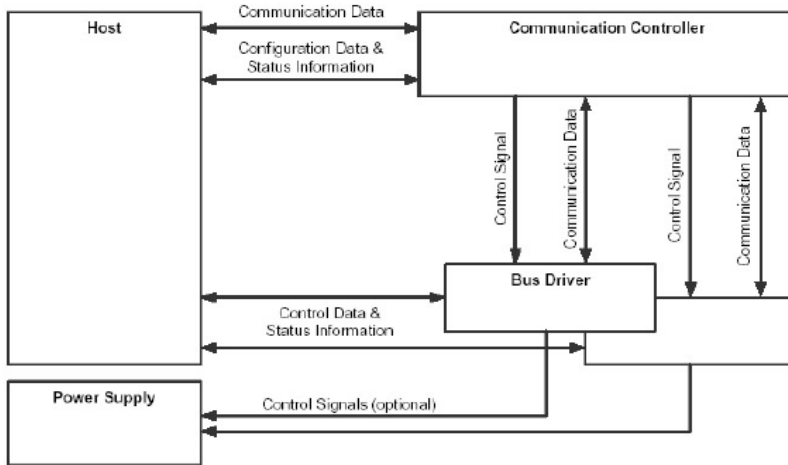 Communication Data
Host
Communication Controller
Configuration Data &
Status Information
Control Signal
Communication Data
Control Signal
Communication Data
Bus Driver
Control Data &
Status Information
Power Supply
Control Signals (optional)